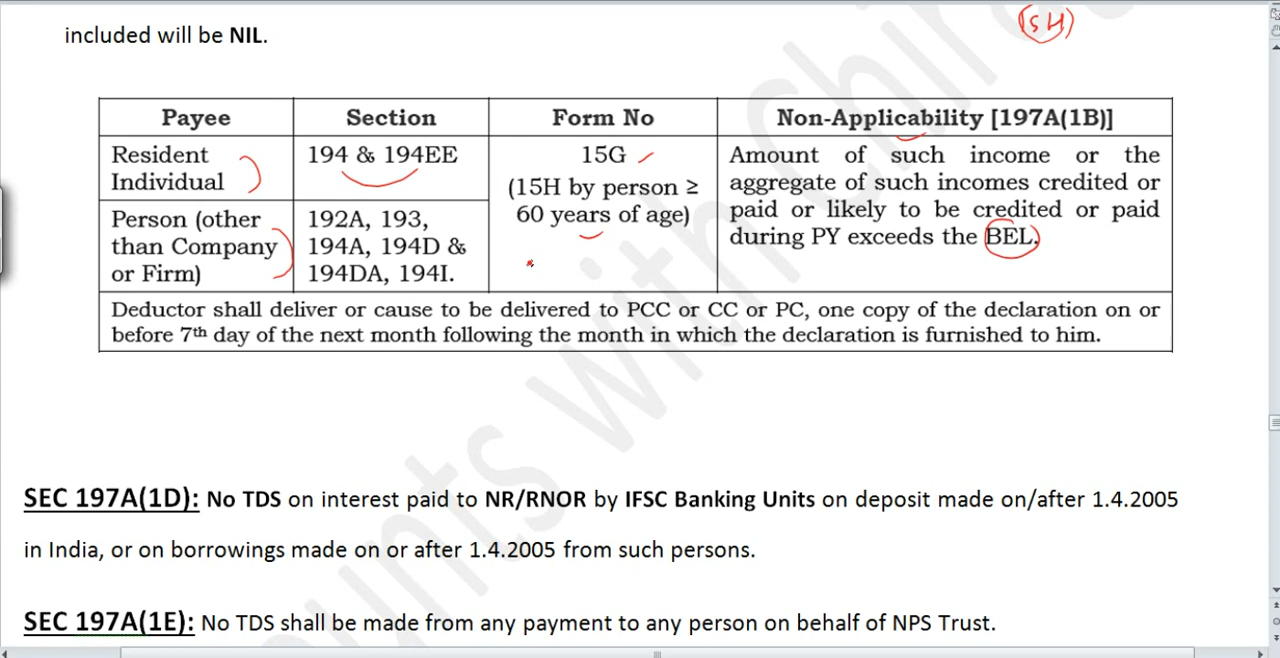 included will be NIL.
(SH)
Payee Section Form No Non-Applicability [197A(1B)]
Resident Individual
194 & 194EE
Person (other
than Company
or Firm)
192A, 193,
194A, 194D &
194DA, 194I.
15G
(15H by person ≥
60 years of age)
Amount of such income or the
aggregate of such incomes credited or
paid or likely to be credited or paid
during PY exceeds the BEL.
Deductor shall deliver or cause to be delivered to PCC or CC or PC, one copy of the declaration on or
before 7th day of the next month following the month in which the declaration is furnished to him.
SEC 197A(1D): No TDS on interest paid to NR/RNOR by IFSC Banking Units on deposit made on/after 1.4.2005
in India, or on borrowings made on or after 1.4.2005 from such persons.
SEC 197A(1E): No TDS shall be made from any payment to any person on behalf of NPS Trust.